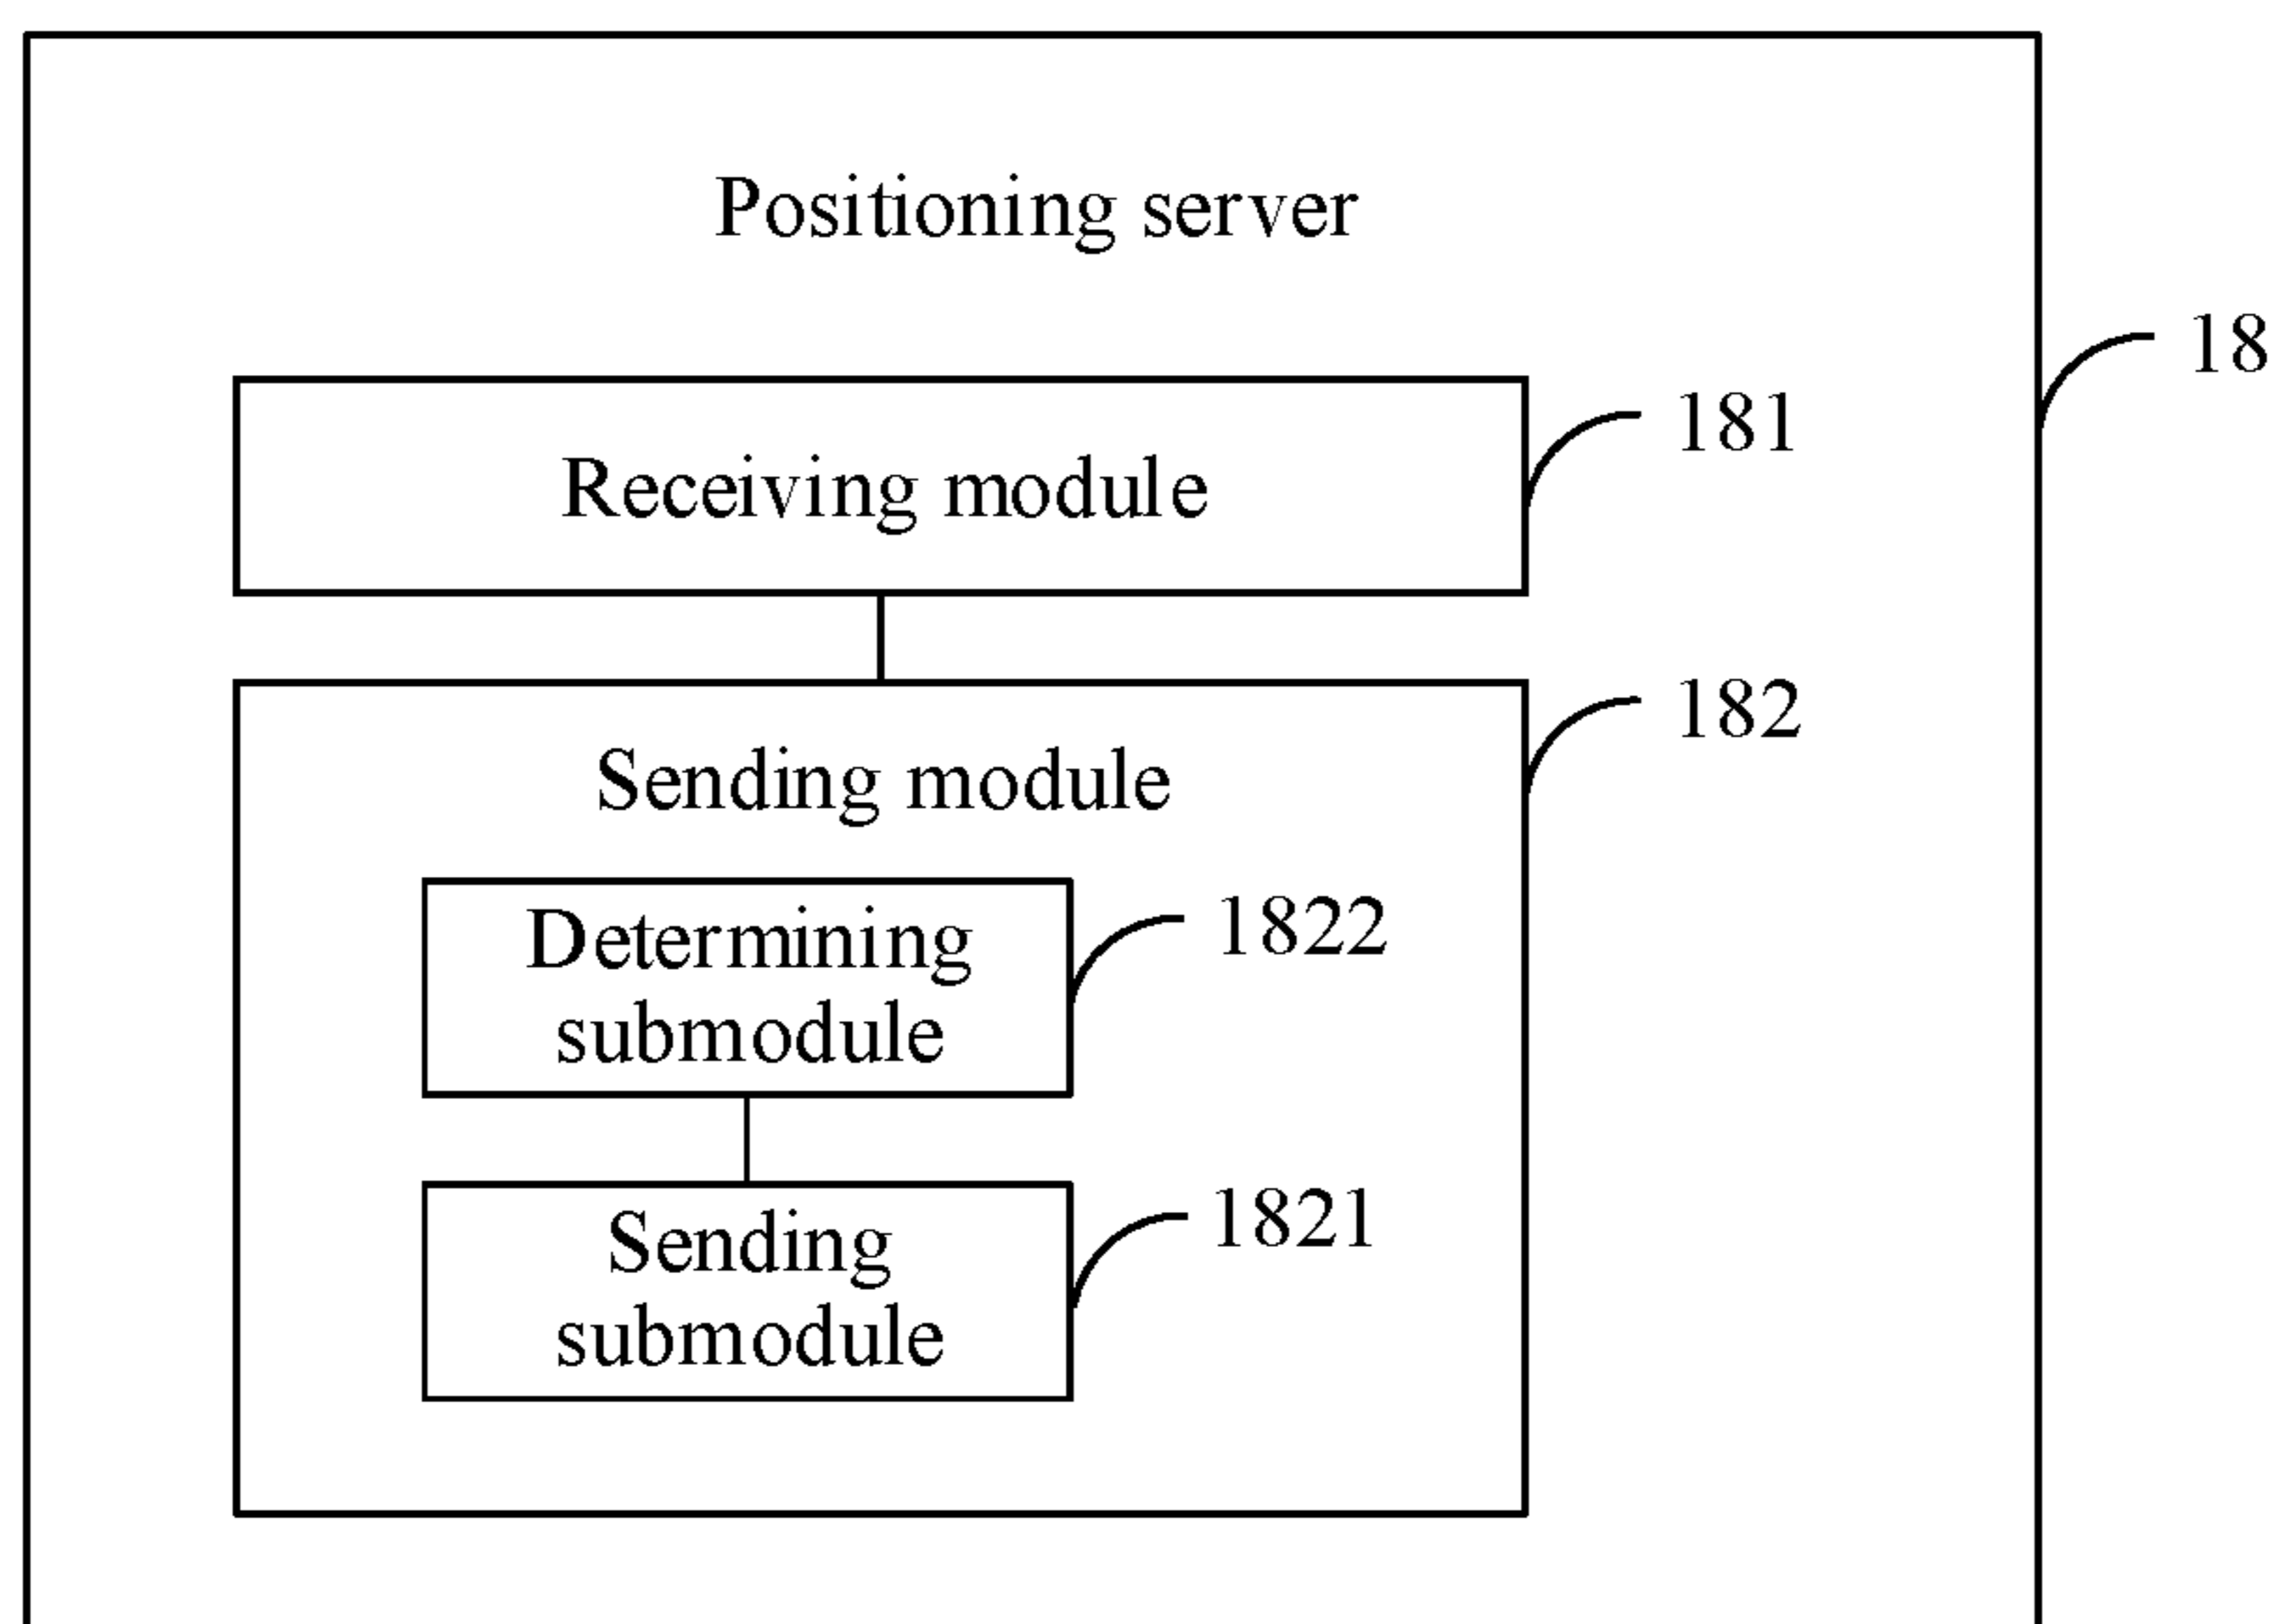 Positioning server
18
Receiving module
181
Sending module
182
Determining
submodule
1822
Sending
submodule
1821